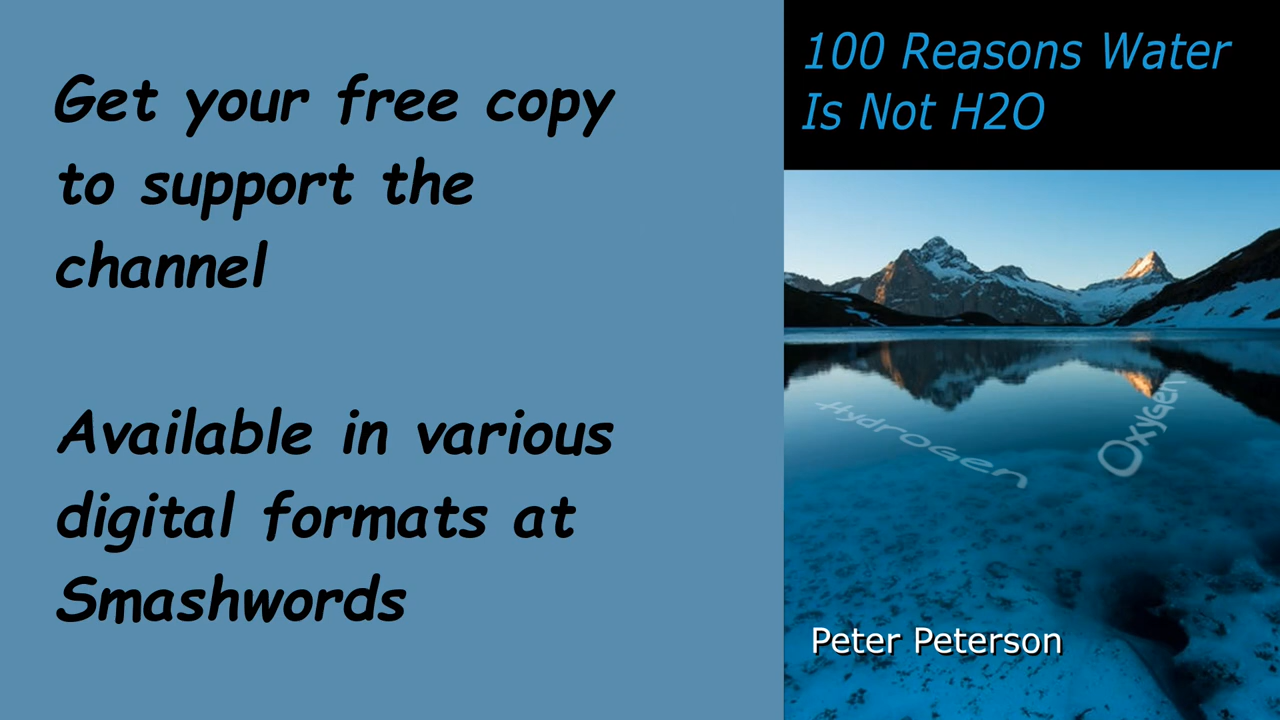 Get your free copy
to support the
channel
Available in various
digital formats at
Smashwords
100 Reasons Water
Is Not H2O
Hydrogen
Oxygen
Peter Peterson